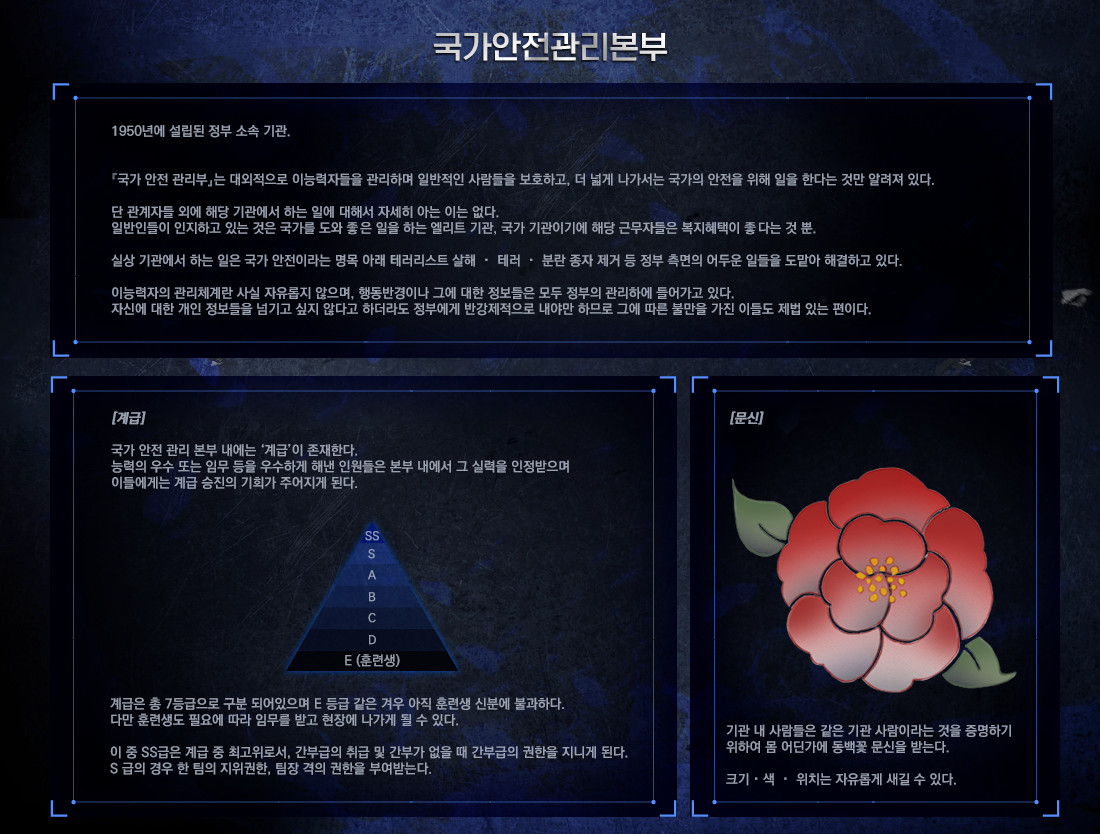 국가안전관리본부
1950년에 설립된 정부 소속 기관.
『국가 안전 관리부』는 대외적으로 이능력자들을 관리하며 일반적인 사람들을 보호하고, 더 넓게 나가서는 국가의 안전을 위해 일을 한다는 것만 알려져 있다.
단 관계자들 외에 해당 기관에서 하는 일에 대해서 자세히 아는 이는 없다.
일반인들이 인지하고 있는 것은 국가를 도와 좋은 일을 하는 엘리트 기관, 국가 기관이기에 해당 근무자들은 복지혜택이 좋다는 것 뿐.
실상 기관에서 하는 일은 국가 안전이라는 명목 아래 테러리스트 살해 · 테러 · 분란 종자 제거 등 정부 측면의 어두운 일들을 도맡아 해결하고 있다.
이능력자의 관리체계란 사실 자유롭지 않으며, 행동반경이나 그에 대한 정보들은 모두 정부의 관리하에 들어가고 있다.
자신에 대한 개인 정보들을 넘기고 싶지 않다고 하더라도 정부에게 반강제적으로 내야만 하므로 그에 따른 불만을 가진 이들도 제법 있는 편이다.
[계급]
국가 안전 관리 본부 내에는 '계급'이 존재한다.
능력의 우수 또는 임무 등을 우수하게 해낸 인원들은 본부 내에서 그 실력을 인정받으며
이들에게는 계급 승진의 기회가 주어지게 된다.
SS
S
A
B
C
D
E (훈련생)
계급은 총 7등급으로 구분 되어있으며 E 등급 같은 겨우 아직 훈련생 신분에 불과하다.
다만 훈련생도 필요에 따라 임무를 받고 현장에 나가게 될 수 있다.
이 중 SS급은 계급 중 최고위로서, 간부급의 취급 및 간부가 없을 때 간부급의 권한을 지니게 된다.
S 급의 경우 한 팀의 지위권한, 팀장 격의 권한을 부여받는다.
[문신]
기관 내 사람들은 같은 기관 사람이라는 것을 증명하기
위하여 몸 어딘가에 동백꽃 문신을 받는다.
크기 · 색 · 위치는 자유롭게 새길 수 있다.